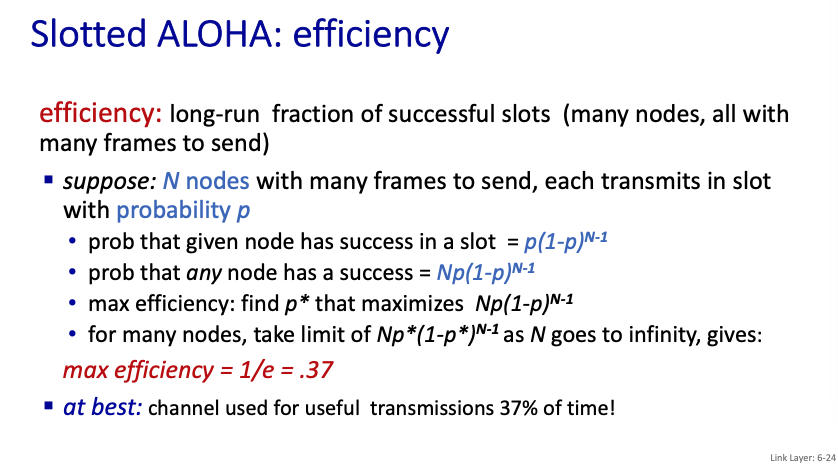 Slotted ALOHA: efficiency
efficiency: long-run fraction of successful slots (many nodes, all with
many frames to send)
▪ suppose: N nodes with many frames to send, each transmits in slot
with probability p
• prob that given node has success in a slot = p(1-p)ᴺ⁻¹
• prob that any node has a success = Np(1-p)ᴺ⁻¹
• max efficiency: find p* that maximizes Np(1-p)ᴺ⁻¹
• for many nodes, take limit of Np*(1-p*)ᴺ⁻¹ as N goes to infinity, gives:
max efficiency = 1/e = .37
▪ at best: channel used for useful transmissions 37% of time!
Link Layer: 6-24